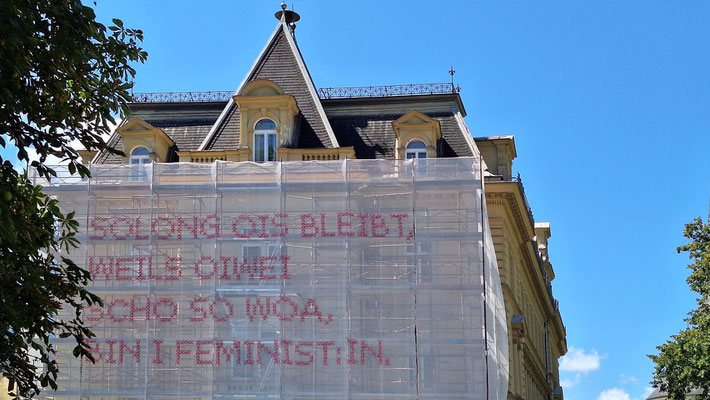 SOLONG OIS BLEIBT,
WEILS OIWEI
SCHO SO WOA,
BIN I FEMINIST:IN.